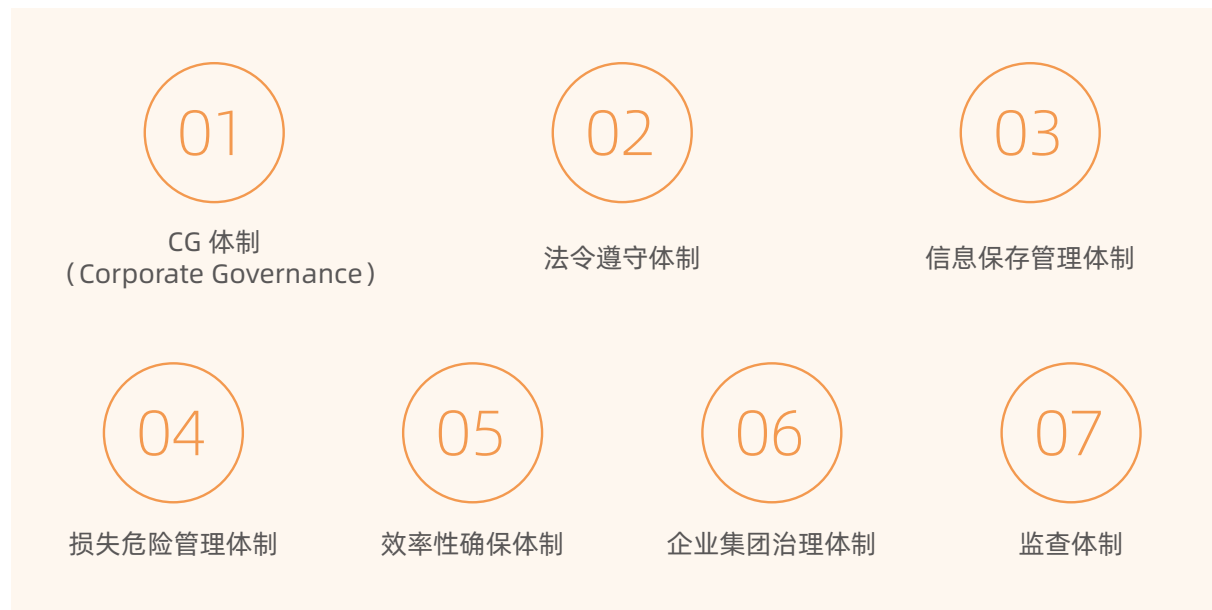 01
02
03
CG 体制
(Corporate Governance)
法令遵守体制
信息保存管理体制
04
05
06
07
损失危险管理体制
效率性确保体制
企业集团治理体制
监查体制